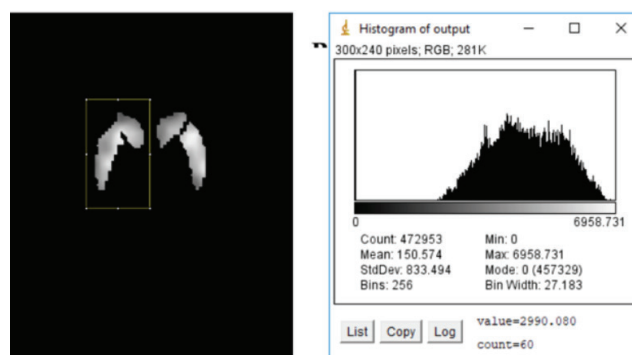 Histogram of output
300x240 pixels; RGB; 281K
0 6958.731
Count: 472953 Min: 0
Mean: 150.574 Max: 6958.731
StdDev: 833.494 Mode: 0 (457329)
Bins: 256 Bin Width: 27.183
List Copy Log value=2990.080
count=60